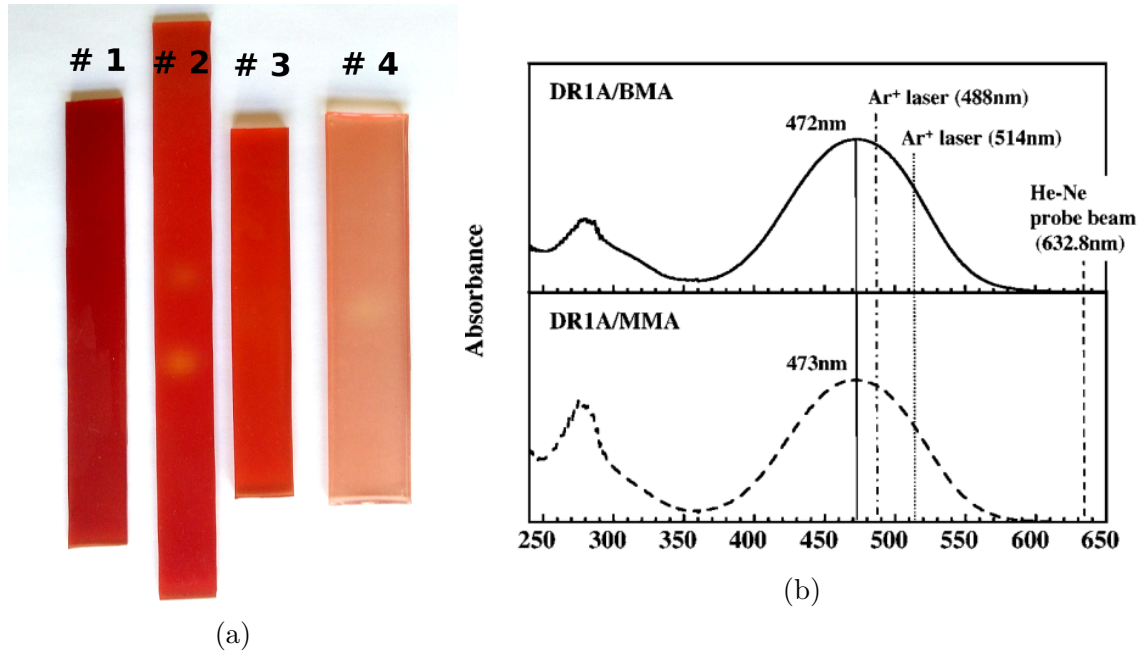 # 1
# 2
# 3
# 4
(a)
DR1A/BMA
472nm
Ar⁺ laser (488nm)
Ar⁺ laser (514nm)
He-Ne
probe beam
(632.8nm)
Absorbance
DR1A/MMA
473nm
250 300 350 400 450 500 550 600 650
(b)